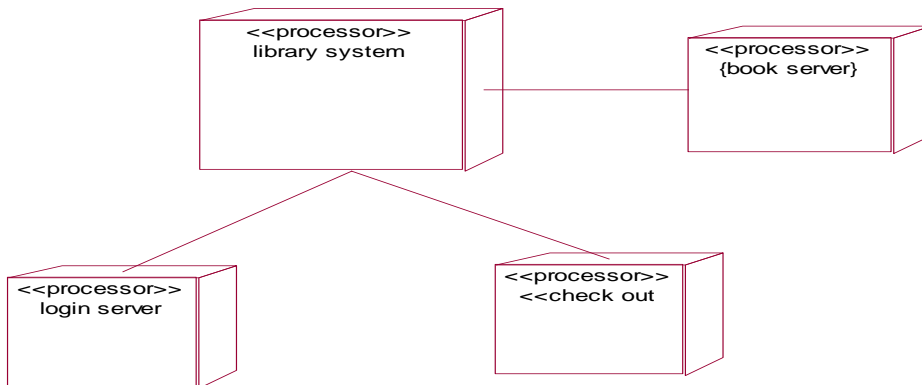 <<processor>>
library system
<<processor>>
{book server}
<<processor>>
login server
<<processor>>
<<check out